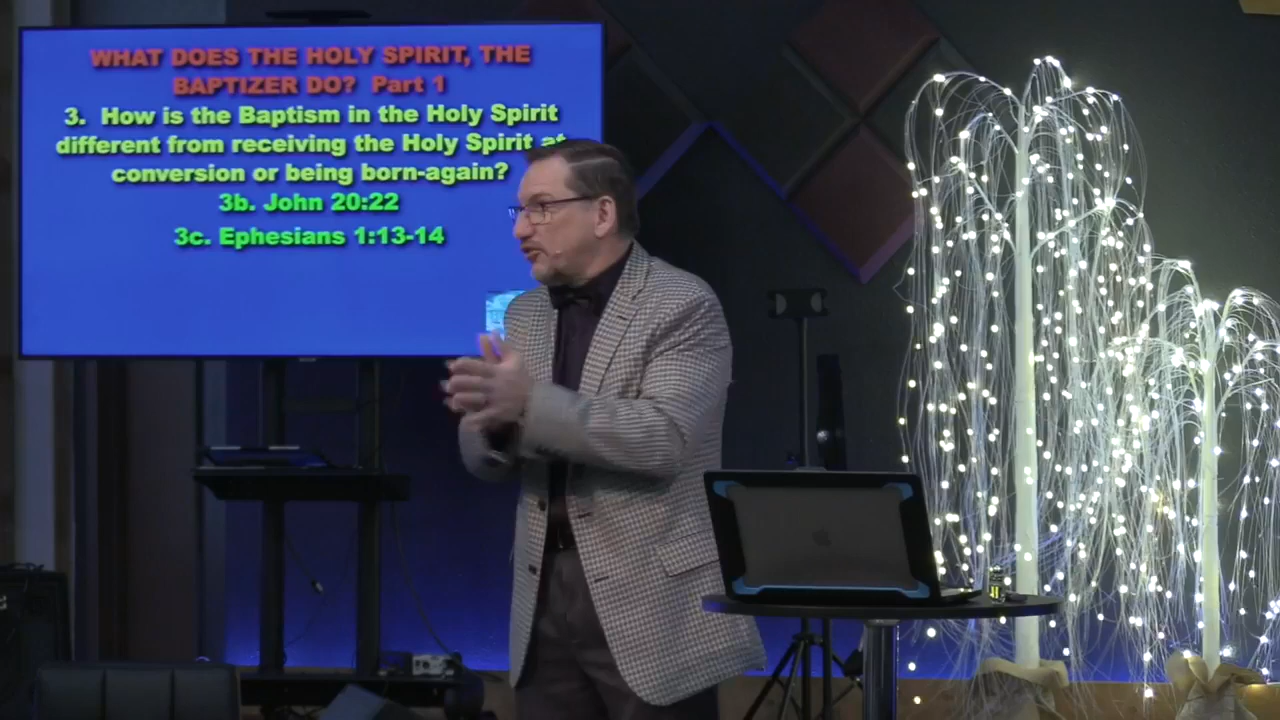 WHAT DOES THE HOLY SPIRIT, THE
BAPTIZER DO? Part 1
3. How is the Baptism in the Holy Spirit
different from receiving the Holy Spirit at
conversion or being born-again?
3b. John 20:22
3c. Ephesians 1:13-14